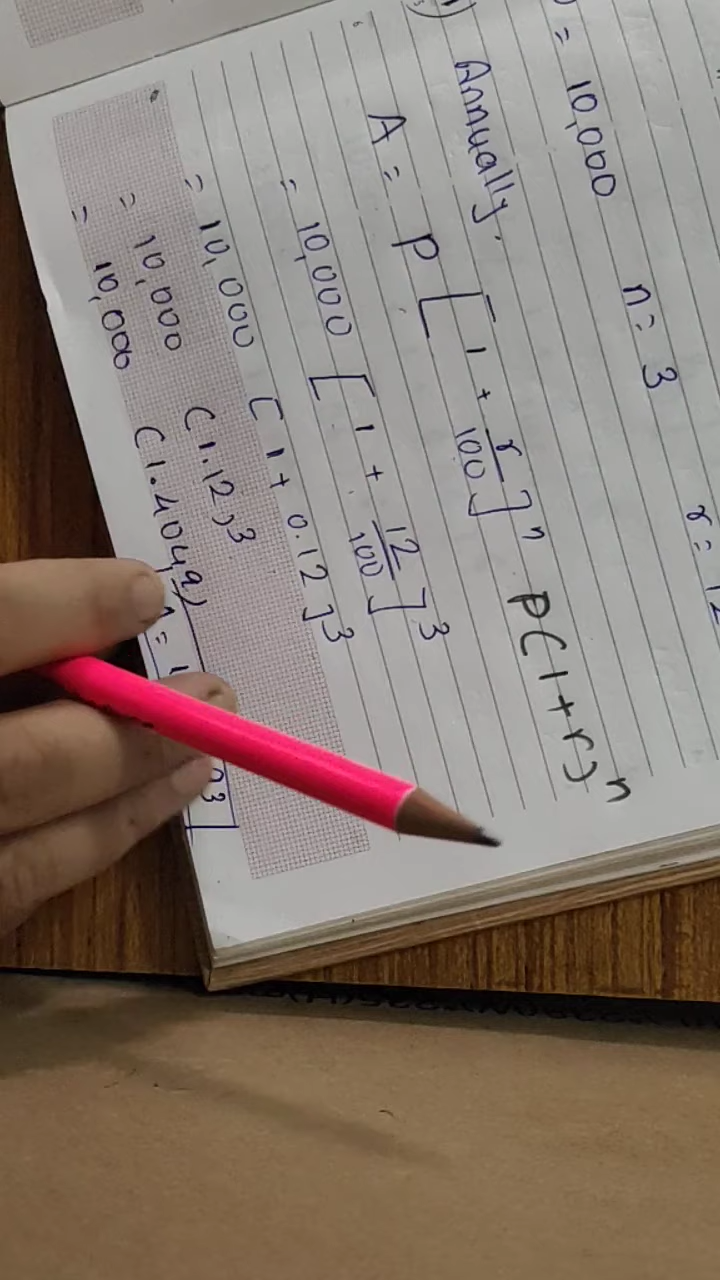 = 10,000 n= 3 r= 12
Annually.
A = P [ 1 + r/100 ]ⁿ P(1+r)ⁿ
= 10,000 [ 1 + 12/100 ]³
= 10,000 [ 1 + 0.12 ]³
= 10,000 (1.12)³
= 10,000 (1.4049)